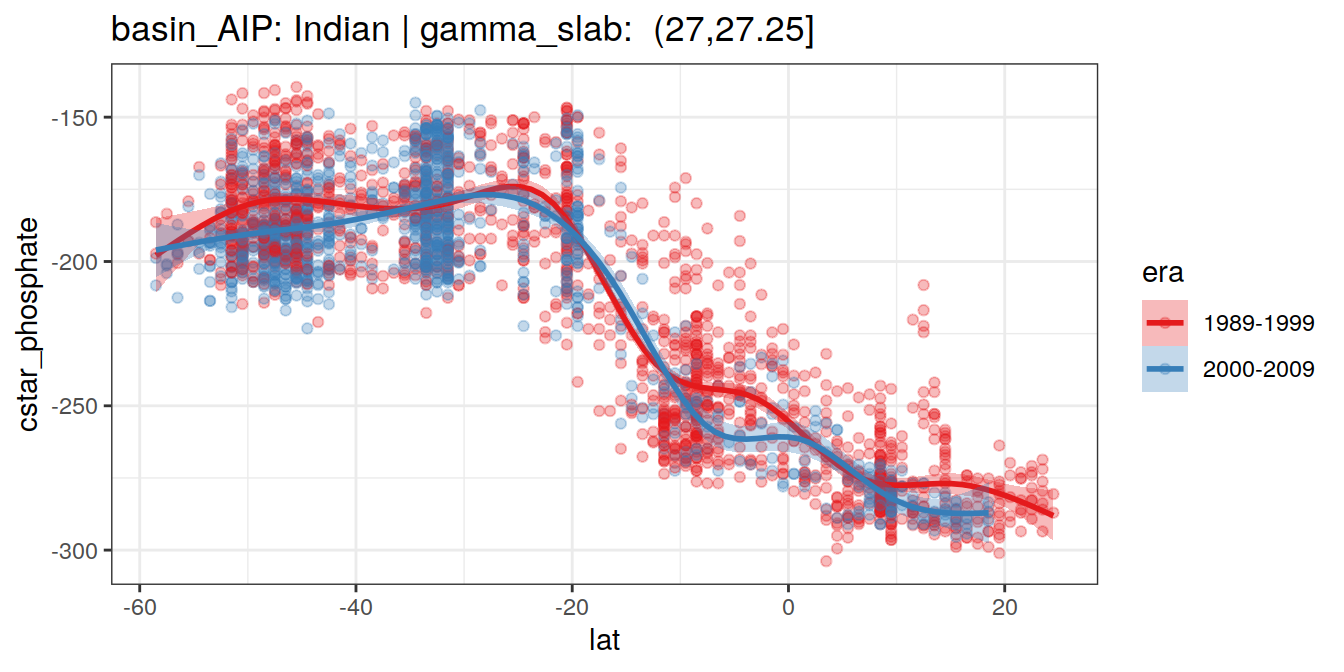 basin_AIP: Indian | gamma_slab:  (27,27.25]
cstar_phosphate
-150
-200
-250
-300
-60
-40
-20
0
20
lat
era
1989-1999
2000-2009